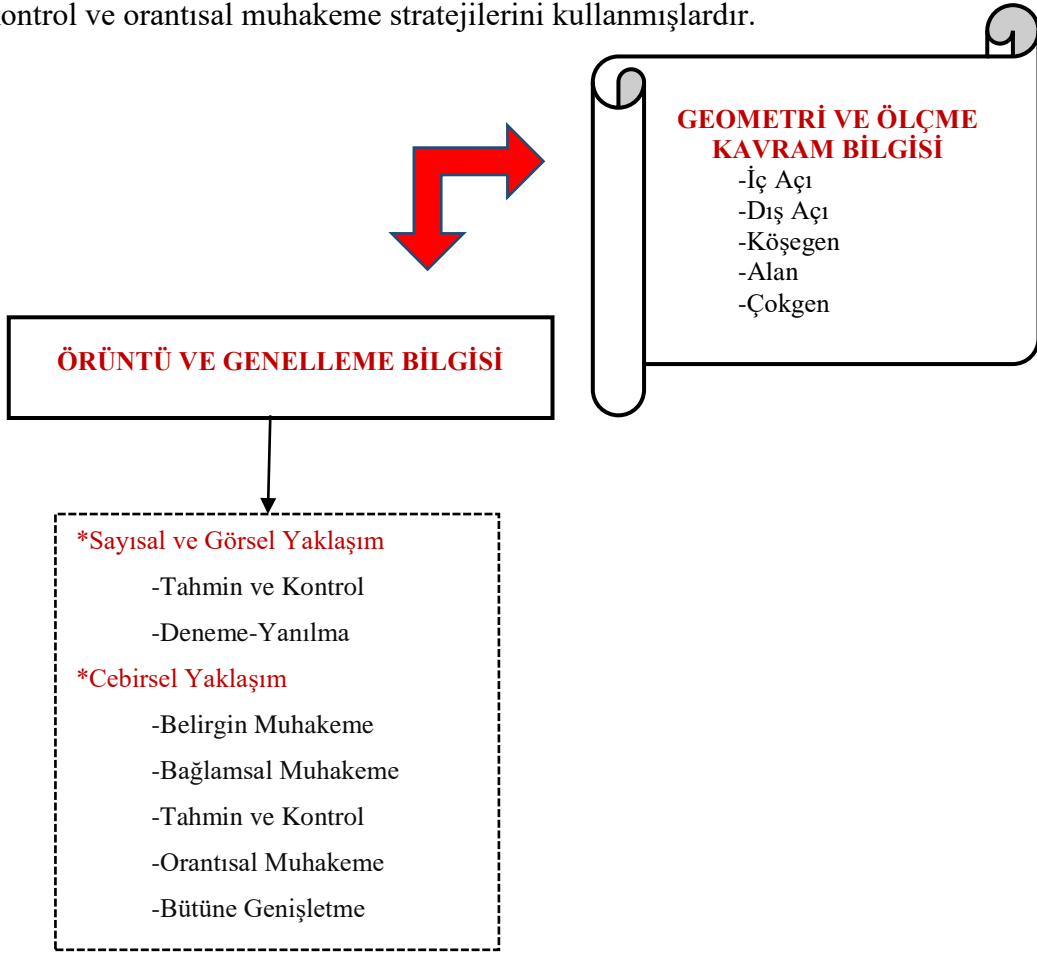 kontrol ve orantısal muhakeme stratejilerini kullanmışlardır.
GEOMETRİ VE ÖLÇME
KAVRAM BİLGİSİ
-İç Açı
-Dış Açı
-Köşegen
-Alan
-Çokgen
ÖRÜNTÜ VE GENELLEME BİLGİSİ
*Sayısal ve Görsel Yaklaşım
-Tahmin ve Kontrol
-Deneme-Yanılma
*Cebirsel Yaklaşım
-Belirgin Muhakeme
-Bağlamsal Muhakeme
-Tahmin ve Kontrol
-Orantısal Muhakeme
-Bütüne Genişletme